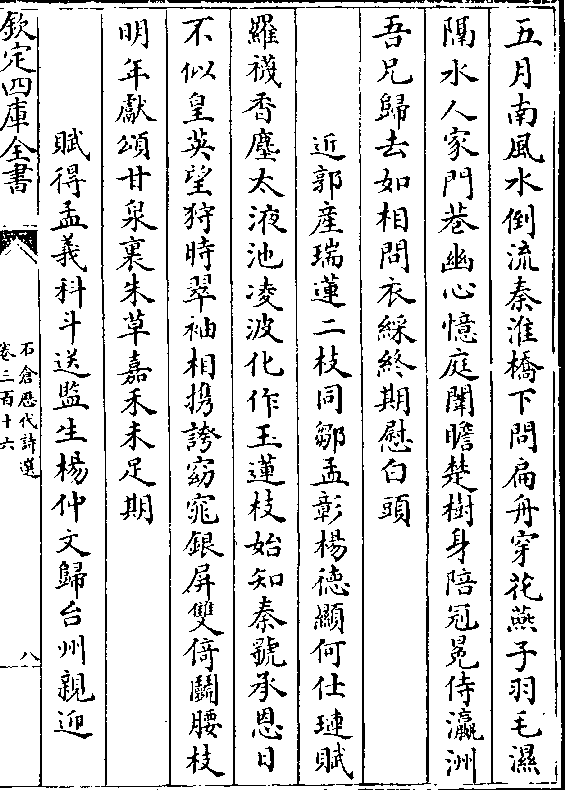 五月南風水倒流秦淮橋下問扁舟穿花燕子羽毛濕
隔水人家門巷幽心憶庭闈瞻楚樹身陪冠冕侍瀛洲
吾兄歸去如相問衣綵終期慰白頭
近郭産瑞蓮二枝同鄒孟彰楊徳顯何仕璉賦
羅襪香塵太液池凌波化作玉蓮枝始知秦虢承恩日
不似皇英望狩時翠袖相携誇窈窕銀屏雙倚鬭腰枝
明年獻頌甘泉裏朱草嘉禾未足期
賦得孟義科斗送監生楊仲文歸台州親迎
欽定四庫全書
石倉歴代詩選
卷三百十六
八